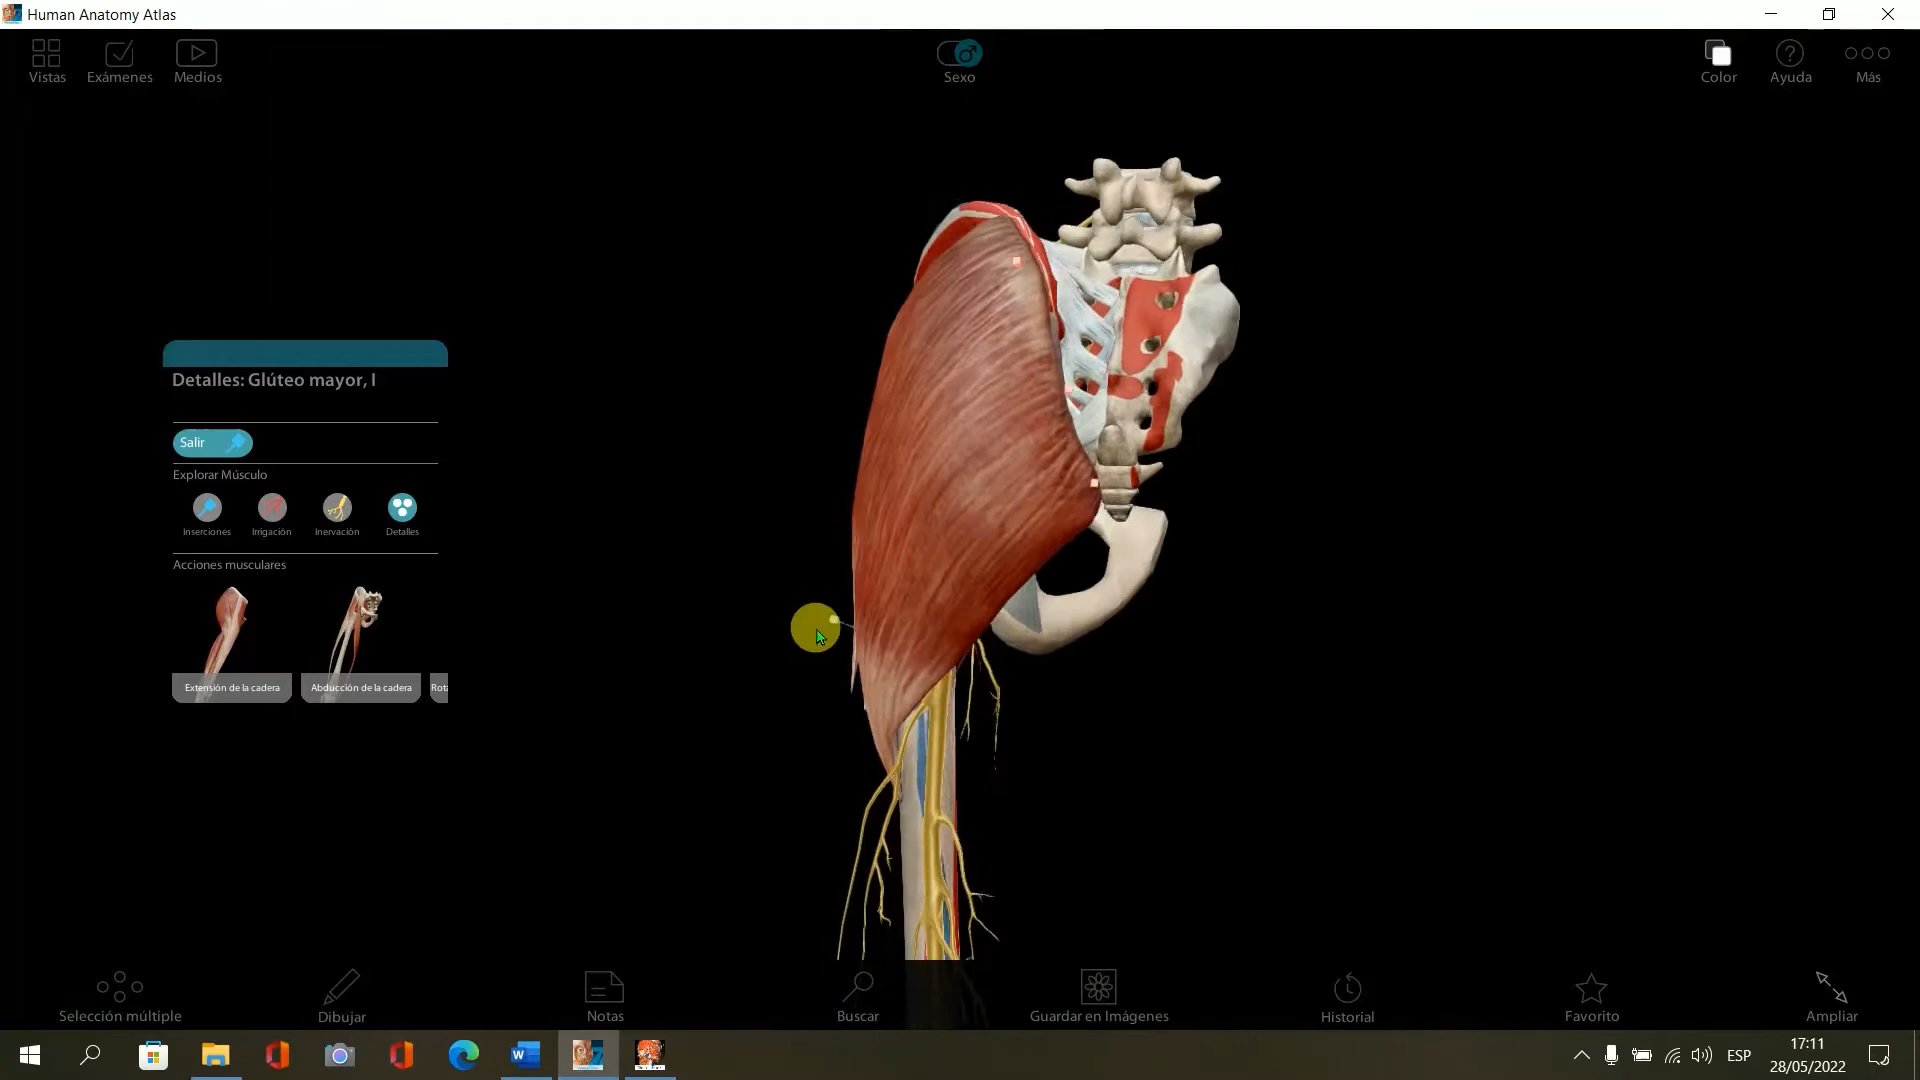 Human Anatomy Atlas
Vistas
Exámenes
Medios
Sexo
Color
Ayuda
Más
Detalles: Glúteo mayor, I
Salir
Explorar Músculo
Inserciones
Irrigación
Inervación
Detalles
Acciones musculares
Extensión de la cadera
Abducción de la cadera
Rota
Selección múltiple
Dibujar
Notas
Buscar
Guardar en Imágenes
Historial
Favorito
Ampliar
ESP
17:11
28/05/2022